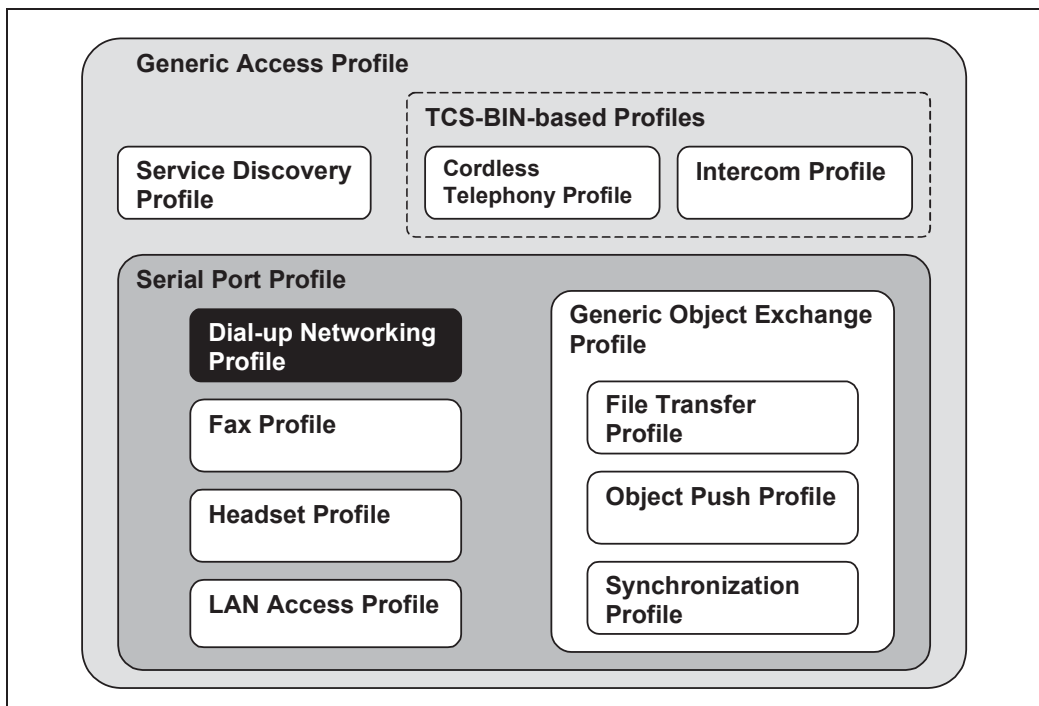 Generic Access Profile
TCS-BIN-based Profiles
Service Discovery
Profile
Cordless
Telephony Profile
Intercom Profile
Serial Port Profile
Dial-up Networking
Profile
Fax Profile
Headset Profile
LAN Access Profile
Generic Object Exchange
Profile
File Transfer
Profile
Object Push Profile
Synchronization
Profile